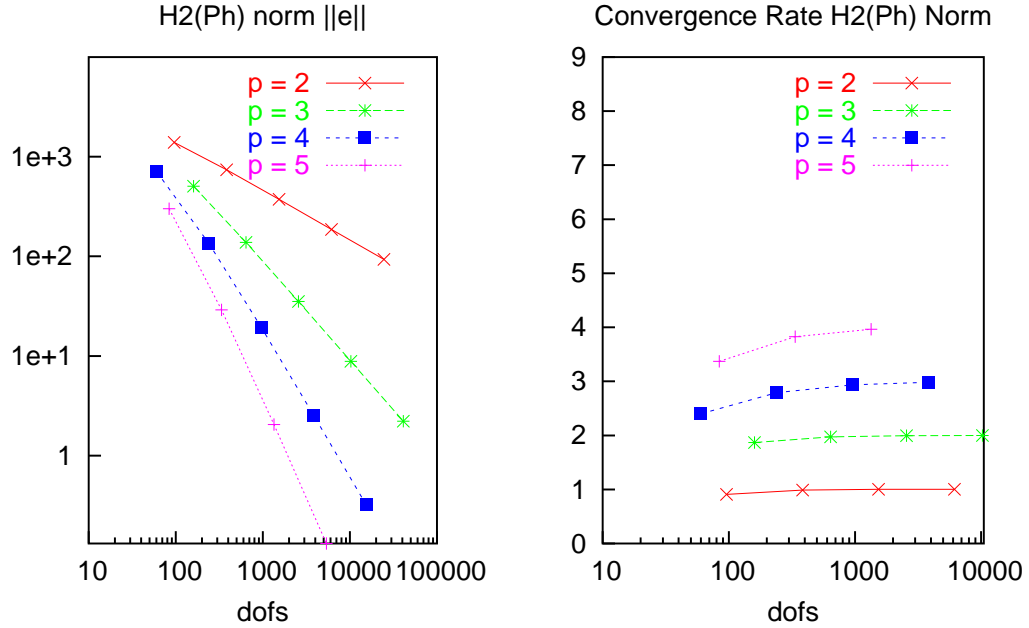 H2(Ph) norm ||e||
p = 2
p = 3
p = 4
p = 5
1e+3
1e+2
1e+1
1
10
100
1000
10000
100000
dofs
Convergence Rate H2(Ph) Norm
p = 2
p = 3
p = 4
p = 5
9
8
7
6
5
4
3
2
1
0
10
100
1000
10000
dofs